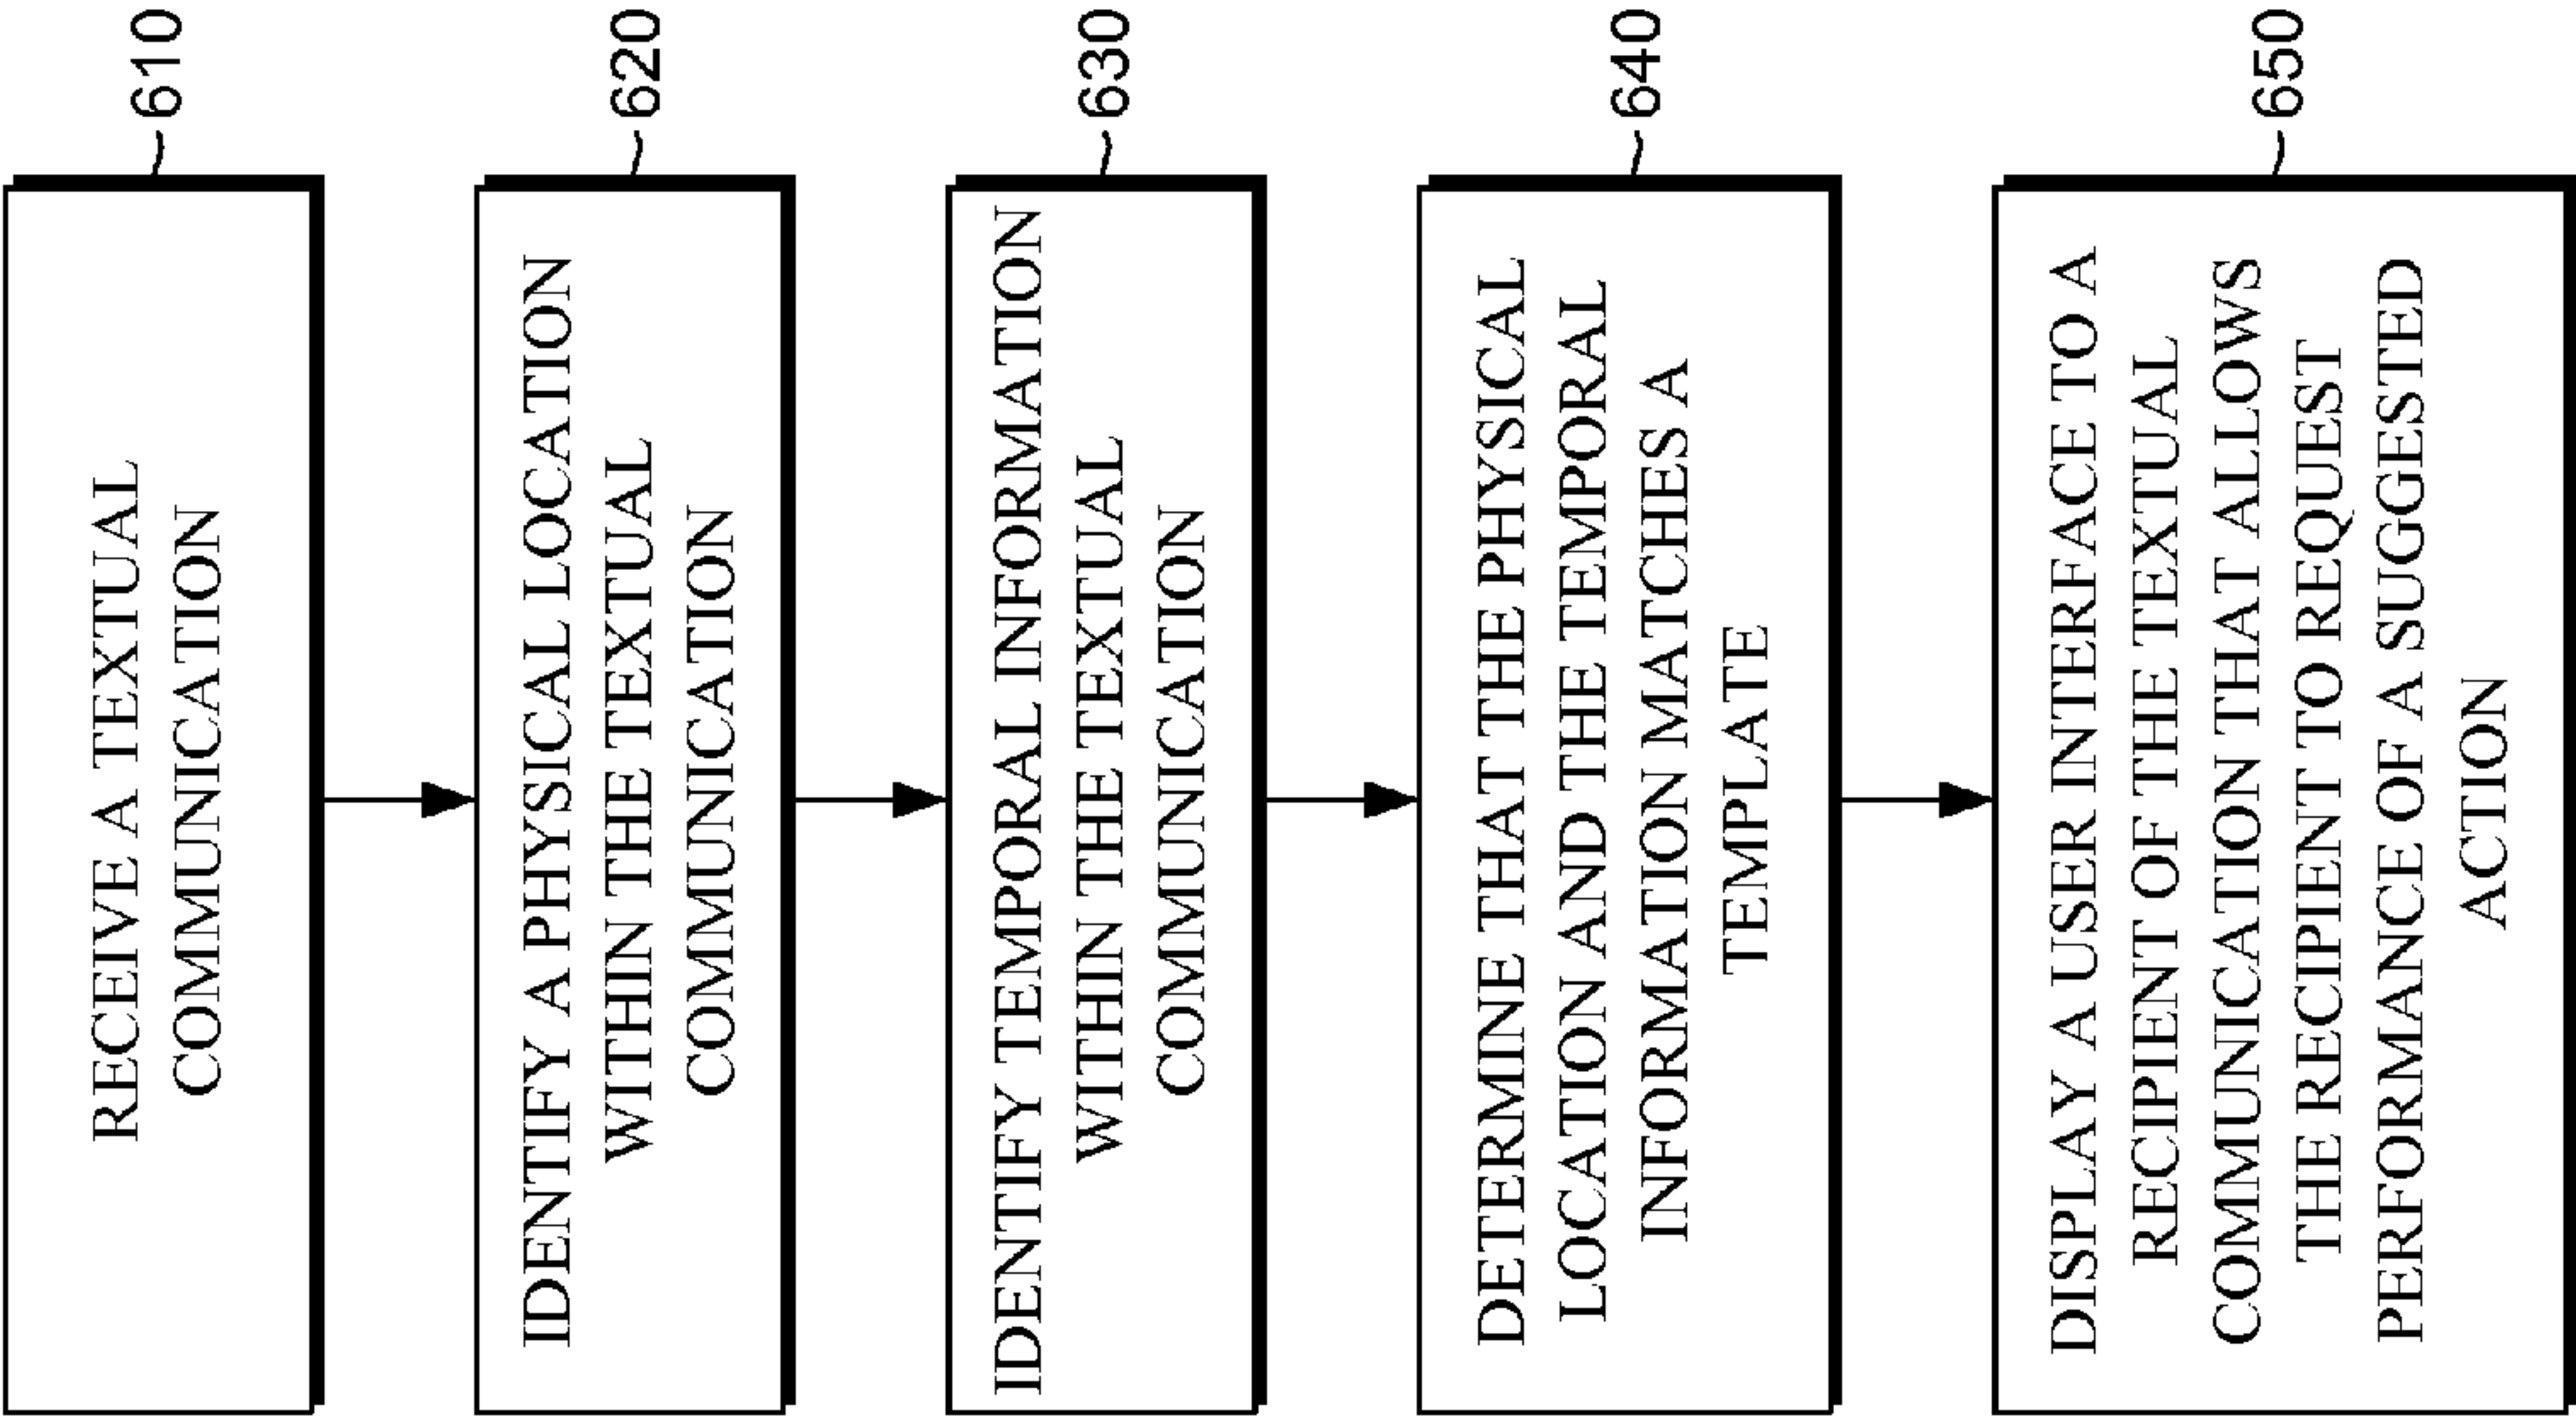 RECEIVE A TEXTUAL
COMMUNICATION
610
IDENTIFY A PHYSICAL LOCATION
WITHIN THE TEXTUAL
COMMUNICATION
620
IDENTIFY TEMPORAL INFORMATION
WITHIN THE TEXTUAL
COMMUNICATION
630
DETERMINE THAT THE PHYSICAL
LOCATION AND THE TEMPORAL
INFORMATION MATCHES A
TEMPLATE
640
DISPLAY A USER INTERFACE TO A
RECIPIENT OF THE TEXTUAL
COMMUNICATION THAT ALLOWS
THE RECIPIENT TO REQUEST
PERFORMANCE OF A SUGGESTED
ACTION
650